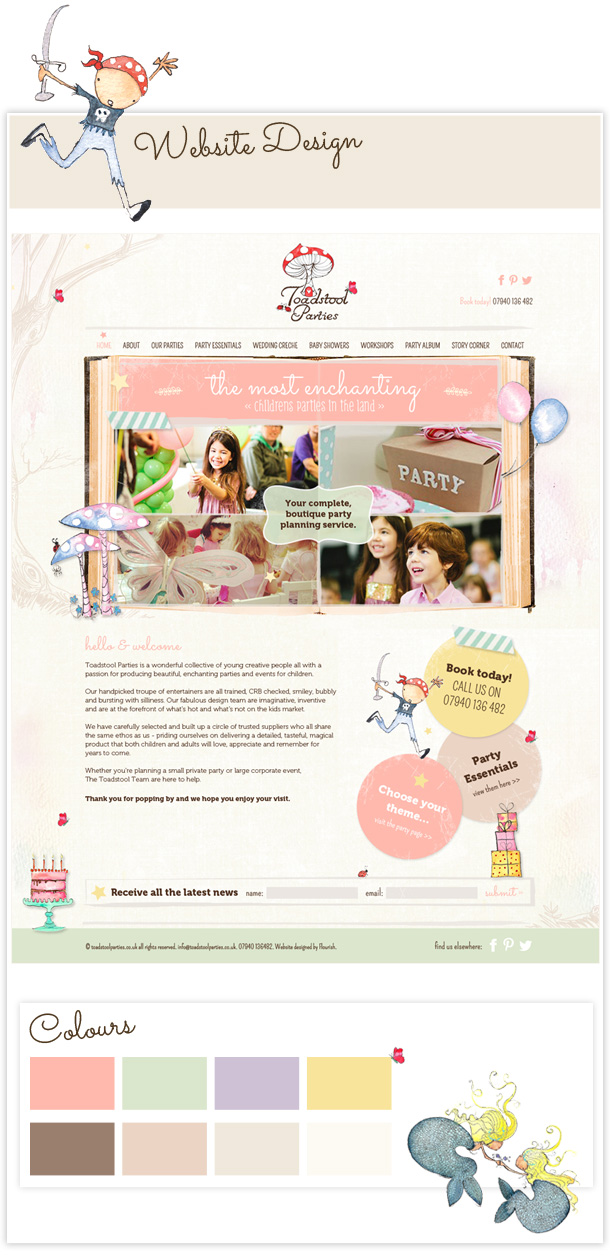 Website Design
Toadstool
Parties
Book today! 07940 136 482
HOME ABOUT OUR PARTIES PARTY ESSENTIALS WEDDING CRECHE BABY SHOWERS WORKSHOPS PARTY ALBUM STORY CORNER CONTACT
the most enchanting
childrens parties in the land
PARTY
Your complete,
boutique party
planning service.
hello & welcome
Toadstool Parties is a wonderful collective of young creative people all with a
passion for producing beautiful, enchanting parties and events for children.
Our handpicked troupe of entertainers are all trained, CRB checked, smiley, bubbly
and bursting with silliness. Our fabulous design team are imaginative, inventive
and are at the forefront of what's hot and what's not on the kids market.
We have carefully selected and built up a circle of trusted suppliers who all share
the same ethos as us - priding ourselves on delivering a detailed, tasteful, magical
product that both children and adults will love, appreciate and remember for
years to come.
Whether you're planning a small private party or large corporate event,
The Toadstool Team are here to help.
Thank you for popping by and we hope you enjoy your visit.
Book today!
CALL US ON
07940 136 482
Party
Essentials
view them here >>
Choose your
theme...
visit the party page >>
Receive all the latest news name: email: submit >
© toadstoolparties.co.uk all rights reserved. info@toadstoolparties.co.uk. 07940 136482. Website designed by Flourish.
find us elsewhere:
Colours